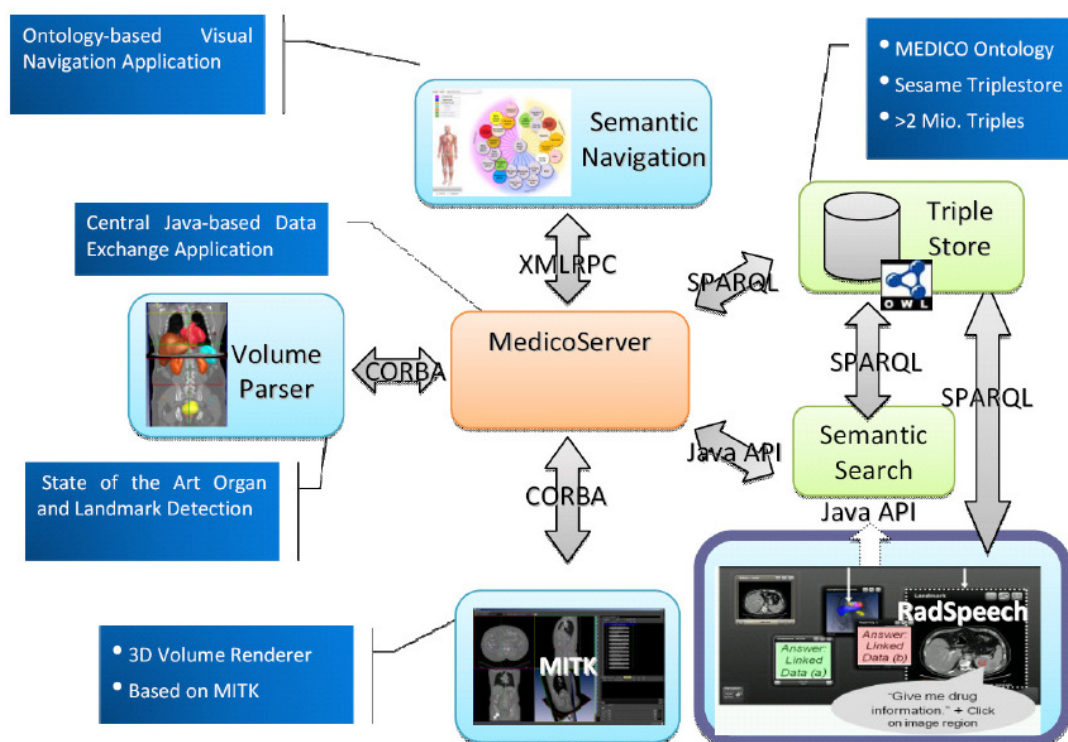 Ontology-based Visual
Navigation Application
Semantic
Navigation
• MEDICO Ontology
• Sesame Triplestore
• >2 Mio. Triples
Central Java-based Data
Exchange Application
XMLRPC
SPARQL
Triple
Store
OWL
Volume
Parser
CORBA
MedicoServer
SPARQL
SPARQL
Java API
Semantic
Search
State of the Art Organ
and Landmark Detection
CORBA
Java API
• 3D Volume Renderer
• Based on MITK
MITK
Landmark
RadSpeech
Answer:
Linked
Data (a)
Answer:
Linked
Data (b)
"Give me drug
information." + Click
on image region